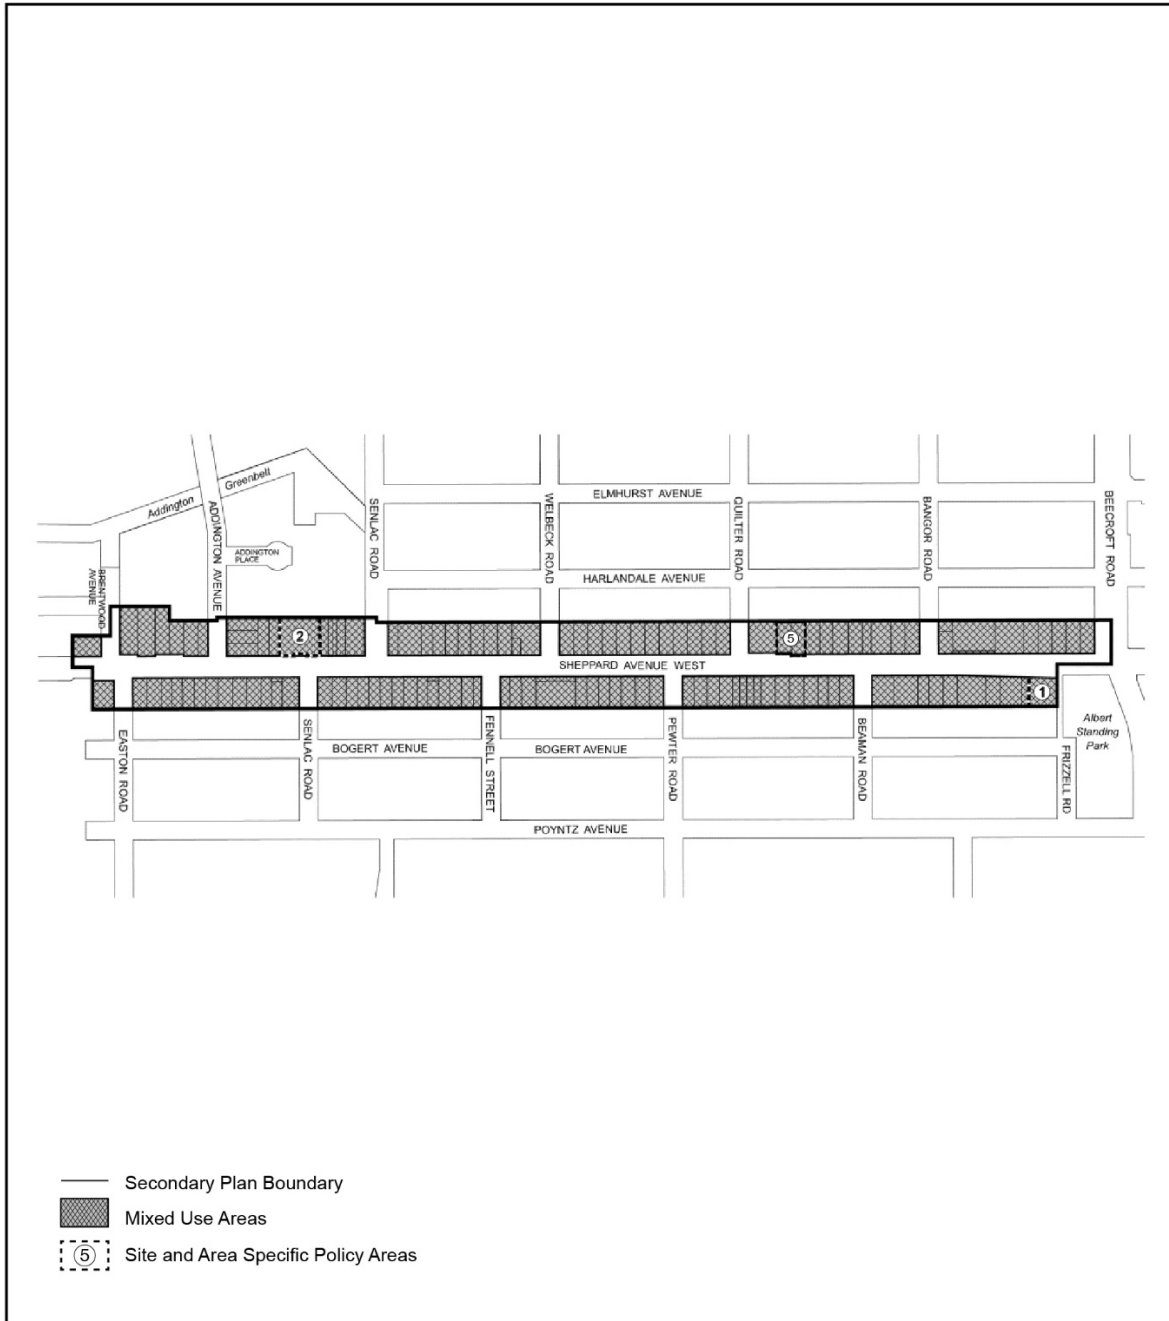 Addington Greenbelt
ELMHURST AVENUE
SENLAC ROAD
WELBECK ROAD
QUILTER ROAD
BANGOR ROAD
BEECROFT ROAD
ADDINGTON AVENUE
ADDINGTON
PLACE
BRENTWOOD
AVENUE
HARLANDALE AVENUE
2
5
SHEPPARD AVENUE WEST
1
EASTON ROAD
SENLAC ROAD
FENNELL STREET
PEWTER ROAD
BEAMAN ROAD
FRIZZELL RD
Albert
Standing
Park
BOGERT AVENUE
BOGERT AVENUE
POYNTZ AVENUE
Secondary Plan Boundary
Mixed Use Areas
5 Site and Area Specific Policy Areas